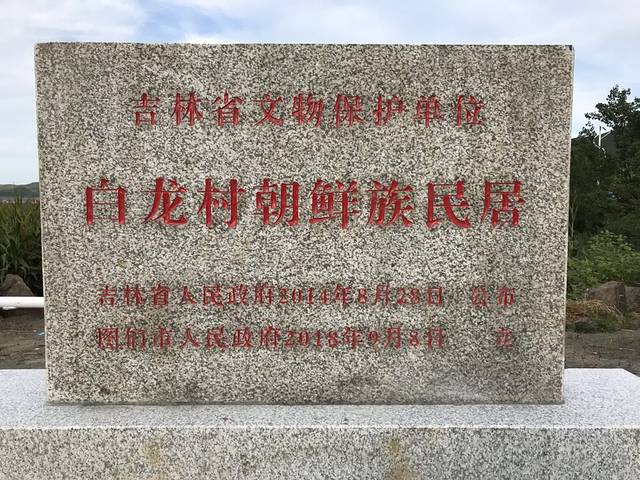 吉林省文物保护单位
白龙村朝鲜族民居
吉林省人民政府2014年8月28日 公布
图们市人民政府2018年9月8日 立